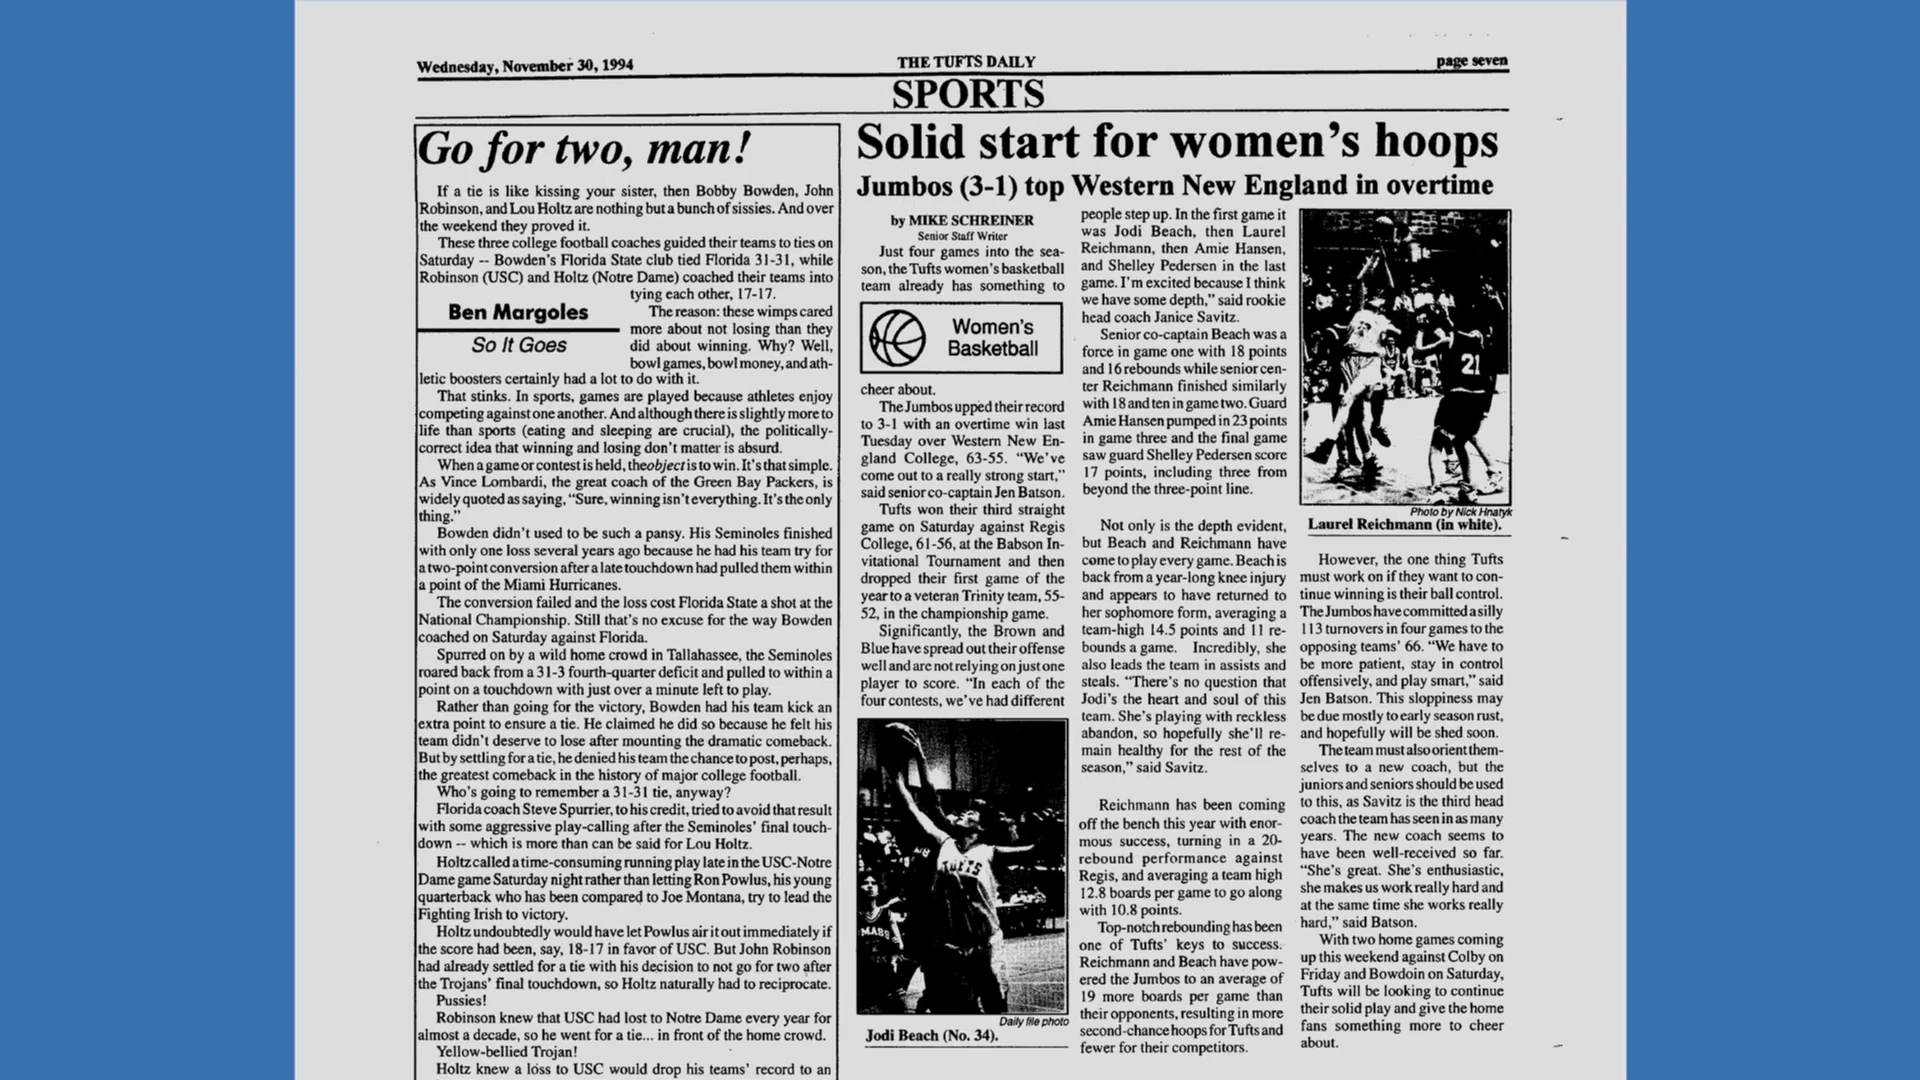 Wednesday, November 30, 1994
THE TUFTS DAILY
page seven
SPORTS
Go for two, man!
If a tie is like kissing your sister, then Bobby Bowden, John
Robinson, and Lou Holtz are nothing but a bunch of sissies. And over
the weekend they proved it.
These three college football coaches guided their teams to ties on
Saturday -- Bowden's Florida State club tied Florida 31-31, while
Robinson (USC) and Holtz (Notre Dame) coached their teams into
tying each other, 17-17.
Ben Margoles
So It Goes
The reason: these wimps cared
more about not losing than they
did about winning. Why? Well,
bowl games, bowl money, and ath-
letic boosters certainly had a lot to do with it.
That stinks. In sports, games are played because athletes enjoy
competing against one another. And although there is slightly more to
life than sports (eating and sleeping are crucial), the politically-
correct idea that winning and losing don't matter is absurd.
When a game or contest is held, the object is to win. It's that simple.
As Vince Lombardi, the great coach of the Green Bay Packers, is
widely quoted as saying, "Sure, winning isn't everything. It's the only
thing."
Bowden didn't used to be such a pansy. His Seminoles finished
with only one loss several years ago because he had his team try for
a two-point conversion after a late touchdown had pulled them within
a point of the Miami Hurricanes.
The conversion failed and the loss cost Florida State a shot at the
National Championship. Still that's no excuse for the way Bowden
coached on Saturday against Florida.
Spurred on by a wild home crowd in Tallahassee, the Seminoles
roared back from a 31-3 fourth-quarter deficit and pulled to within a
point on a touchdown with just over a minute left to play.
Rather than going for the victory, Bowden had his team kick an
extra point to ensure a tie. He claimed he did so because he felt his
team didn't deserve to lose after mounting the dramatic comeback.
But by settling for a tie, he denied his team the chance to post, perhaps,
the greatest comeback in the history of major college football.
Who's going to remember a 31-31 tie, anyway?
Florida coach Steve Spurrier, to his credit, tried to avoid that result
with some aggressive play-calling after the Seminoles' final touch-
down -- which is more than can be said for Lou Holtz.
Holtz called a time-consuming running play late in the USC-Notre
Dame game Saturday night rather than letting Ron Powlus, his young
quarterback who has been compared to Joe Montana, try to lead the
Fighting Irish to victory.
Holtz undoubtedly would have let Powlus air it out immediately if
the score had been, say, 18-17 in favor of USC. But John Robinson
had already settled for a tie with his decision to not go for two after
the Trojans' final touchdown, so Holtz naturally had to reciprocate.
Pussies!
Robinson knew that USC had lost to Notre Dame every year for
almost a decade, so he went for a tie... in front of the home crowd.
Yellow-bellied Trojan!
Holtz knew a loss to USC would drop his teams' record to an
Solid start for women's hoops
Jumbos (3-1) top Western New England in overtime
by MIKE SCHREINER
Senior Staff Writer
Just four games into the sea-
son, the Tufts women's basketball
team already has something to
Women's
Basketball
cheer about.
The Jumbos upped their record
to 3-1 with an overtime win last
Tuesday over Western New En-
gland College, 63-55. "We've
come out to a really strong start,"
said senior co-captain Jen Batson.
Tufts won their third straight
game on Saturday against Regis
College, 61-56, at the Babson In-
vitational Tournament and then
dropped their first game of the
year to a veteran Trinity team, 55-
52, in the championship game.
Significantly, the Brown and
Blue have spread out their offense
well and are not relying on just one
player to score. "In each of the
four contests, we've had different
TUFTS
MASS
Daily file photo
Jodi Beach (No. 34).
people step up. In the first game it
was Jodi Beach, then Laurel
Reichmann, then Amie Hansen,
and Shelley Pedersen in the last
game. I'm excited because I think
we have some depth," said rookie
head coach Janice Savitz.
Senior co-captain Beach was a
force in game one with 18 points
and 16 rebounds while senior cen-
ter Reichmann finished similarly
with 18 and ten in game two. Guard
Amie Hansen pumped in 23 points
in game three and the final game
saw guard Shelley Pedersen score
17 points, including three from
beyond the three-point line.
Not only is the depth evident,
but Beach and Reichmann have
come to play every game. Beach is
back from a year-long knee injury
and appears to have returned to
her sophomore form, averaging a
team-high 14.5 points and 11 re-
bounds a game. Incredibly, she
also leads the team in assists and
steals. "There's no question that
Jodi's the heart and soul of this
team. She's playing with reckless
abandon, so hopefully she'll re-
main healthy for the rest of the
season," said Savitz.
Reichmann has been coming
off the bench this year with enor-
mous success, turning in a 20-
rebound performance against
Regis, and averaging a team high
12.8 boards per game to go along
with 10.8 points.
Top-notch rebounding has been
one of Tufts' keys to success.
Reichmann and Beach have pow-
ered the Jumbos to an average of
19 more boards per game than
their opponents, resulting in more
second-chance hoops for Tufts and
fewer for their competitors.
21
Photo by Nick Hnatyk
Laurel Reichmann (in white).
However, the one thing Tufts
must work on if they want to con-
tinue winning is their ball control.
The Jumbos have committed a silly
113 turnovers in four games to the
opposing teams' 66. "We have to
be more patient, stay in control
offensively, and play smart," said
Jen Batson. This sloppiness may
be due mostly to early season rust,
and hopefully will be shed soon.
The team must also orient them-
selves to a new coach, but the
juniors and seniors should be used
to this, as Savitz is the third head
coach the team has seen in as many
years. The new coach seems to
have been well-received so far.
"She's great. She's enthusiastic,
she makes us work really hard and
at the same time she works really
hard," said Batson.
With two home games coming
up this weekend against Colby on
Friday and Bowdoin on Saturday,
Tufts will be looking to continue
their solid play and give the home
fans something more to cheer
about.